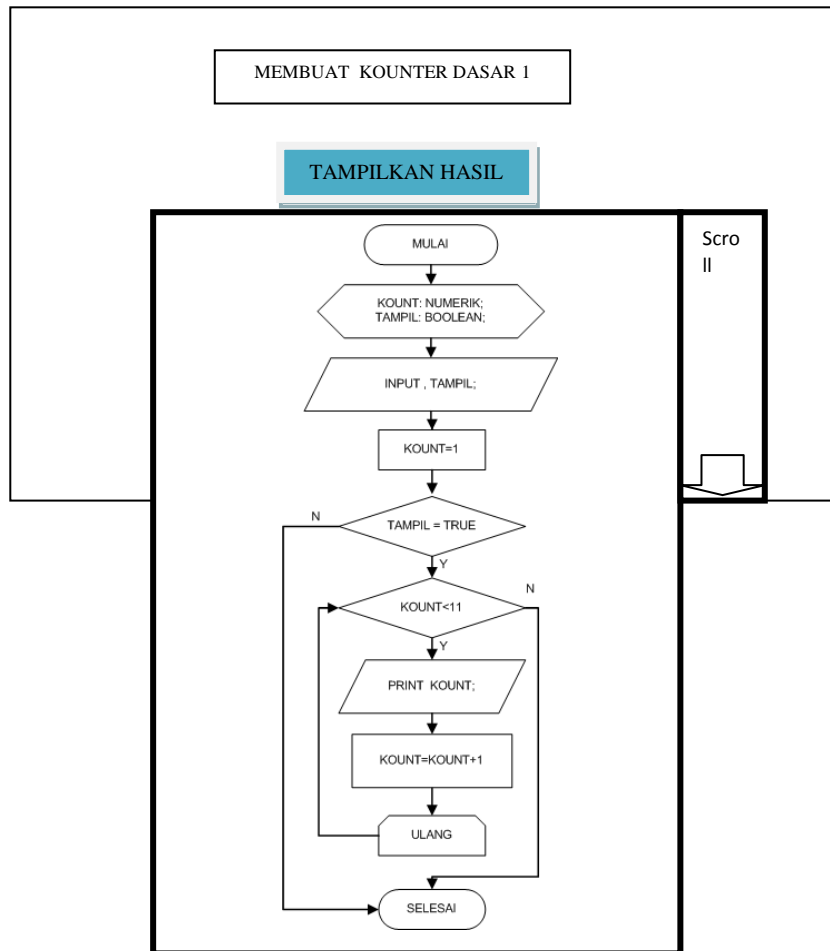 MEMBUAT KOUNTER DASAR 1
TAMPILKAN HASIL
Scro
ll
MULAI
KOUNT: NUMERIK;
TAMPIL: BOOLEAN;
INPUT , TAMPIL;
KOUNT=1
TAMPIL = TRUE
N
Y
KOUNT<11
N
Y
PRINT KOUNT;
KOUNT=KOUNT+1
ULANG
SELESAI